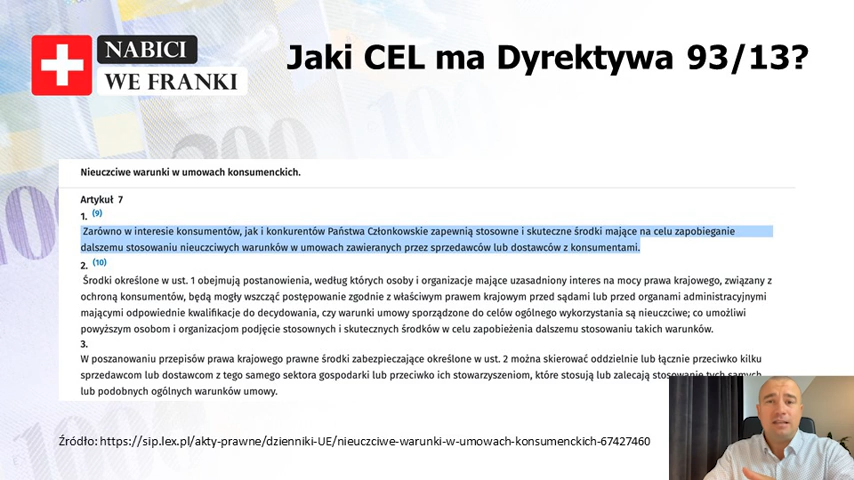 NABICI
WE FRANKI
Jaki CEL ma Dyrektywa 93/13?
Nieuczciwe warunki w umowach konsumenckich.
Artykuł 7
1. (9)
Zarówno w interesie konsumentów, jak i konkurentów Państwa Członkowskie zapewnią stosowne i skuteczne środki mające na celu zapobieganie
dalszemu stosowaniu nieuczciwych warunków w umowach zawieranych przez sprzedawców lub dostawców z konsumentami.
2. (10)
Środki określone w ust. 1 obejmują postanowienia, według których osoby i organizacje mające uzasadniony interes na mocy prawa krajowego, związany z
ochroną konsumentów, będą mogły wszcząć postępowanie zgodnie z właściwym prawem krajowym przed sądami lub przed organami administracyjnymi
mającymi odpowiednie kwalifikacje do decydowania, czy warunki umowy sporządzone do celów ogólnego wykorzystania są nieuczciwe; co umożliwi
powyższym osobom i organizacjom podjęcie stosownych i skutecznych środków w celu zapobieżenia dalszemu stosowaniu takich warunków.
3.
W poszanowaniu przepisów prawa krajowego prawne środki zabezpieczające określone w ust. 2 można skierować oddzielnie lub łącznie przeciwko kilku
sprzedawcom lub dostawcom z tego samego sektora gospodarki lub przeciwko ich stowarzyszeniom, które stosują lub zalecają stosowanie tych samych
lub podobnych ogólnych warunków umowy.
Źródło: https://sip.lex.pl/akty-prawne/dzienniki-UE/nieuczciwe-warunki-w-umowach-konsumenckich-67427460
100
200
100